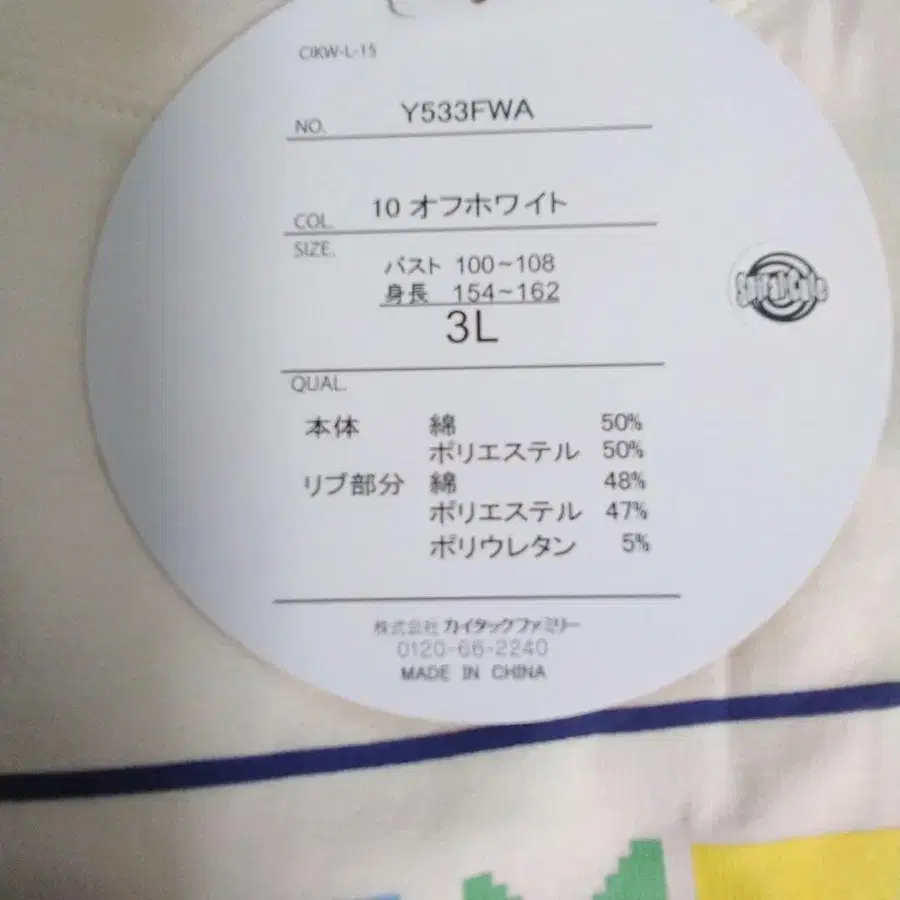 CIKW-L-15
NO. Y533FWA
COL. 10 オフホワイト
SIZE.
バスト 100~108
身長 154~162
3L
QUAL.
本体 綿 50%
ポリエステル 50%
リブ部分 綿 48%
ポリエステル 47%
ポリウレタン 5%
株式会社 カイタックファミリー
0120-66-2240
MADE IN CHINA